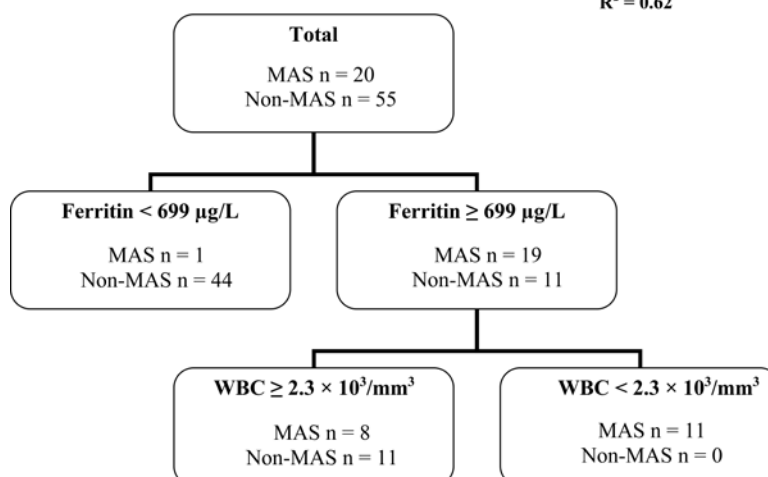 R² = 0.62
Total
MAS n = 20
Non-MAS n = 55
Ferritin < 699 µg/L
MAS n = 1
Non-MAS n = 44
Ferritin ≥ 699 µg/L
MAS n = 19
Non-MAS n = 11
WBC ≥ 2.3 × 10³/mm³
MAS n = 8
Non-MAS n = 11
WBC < 2.3 × 10³/mm³
MAS n = 11
Non-MAS n = 0